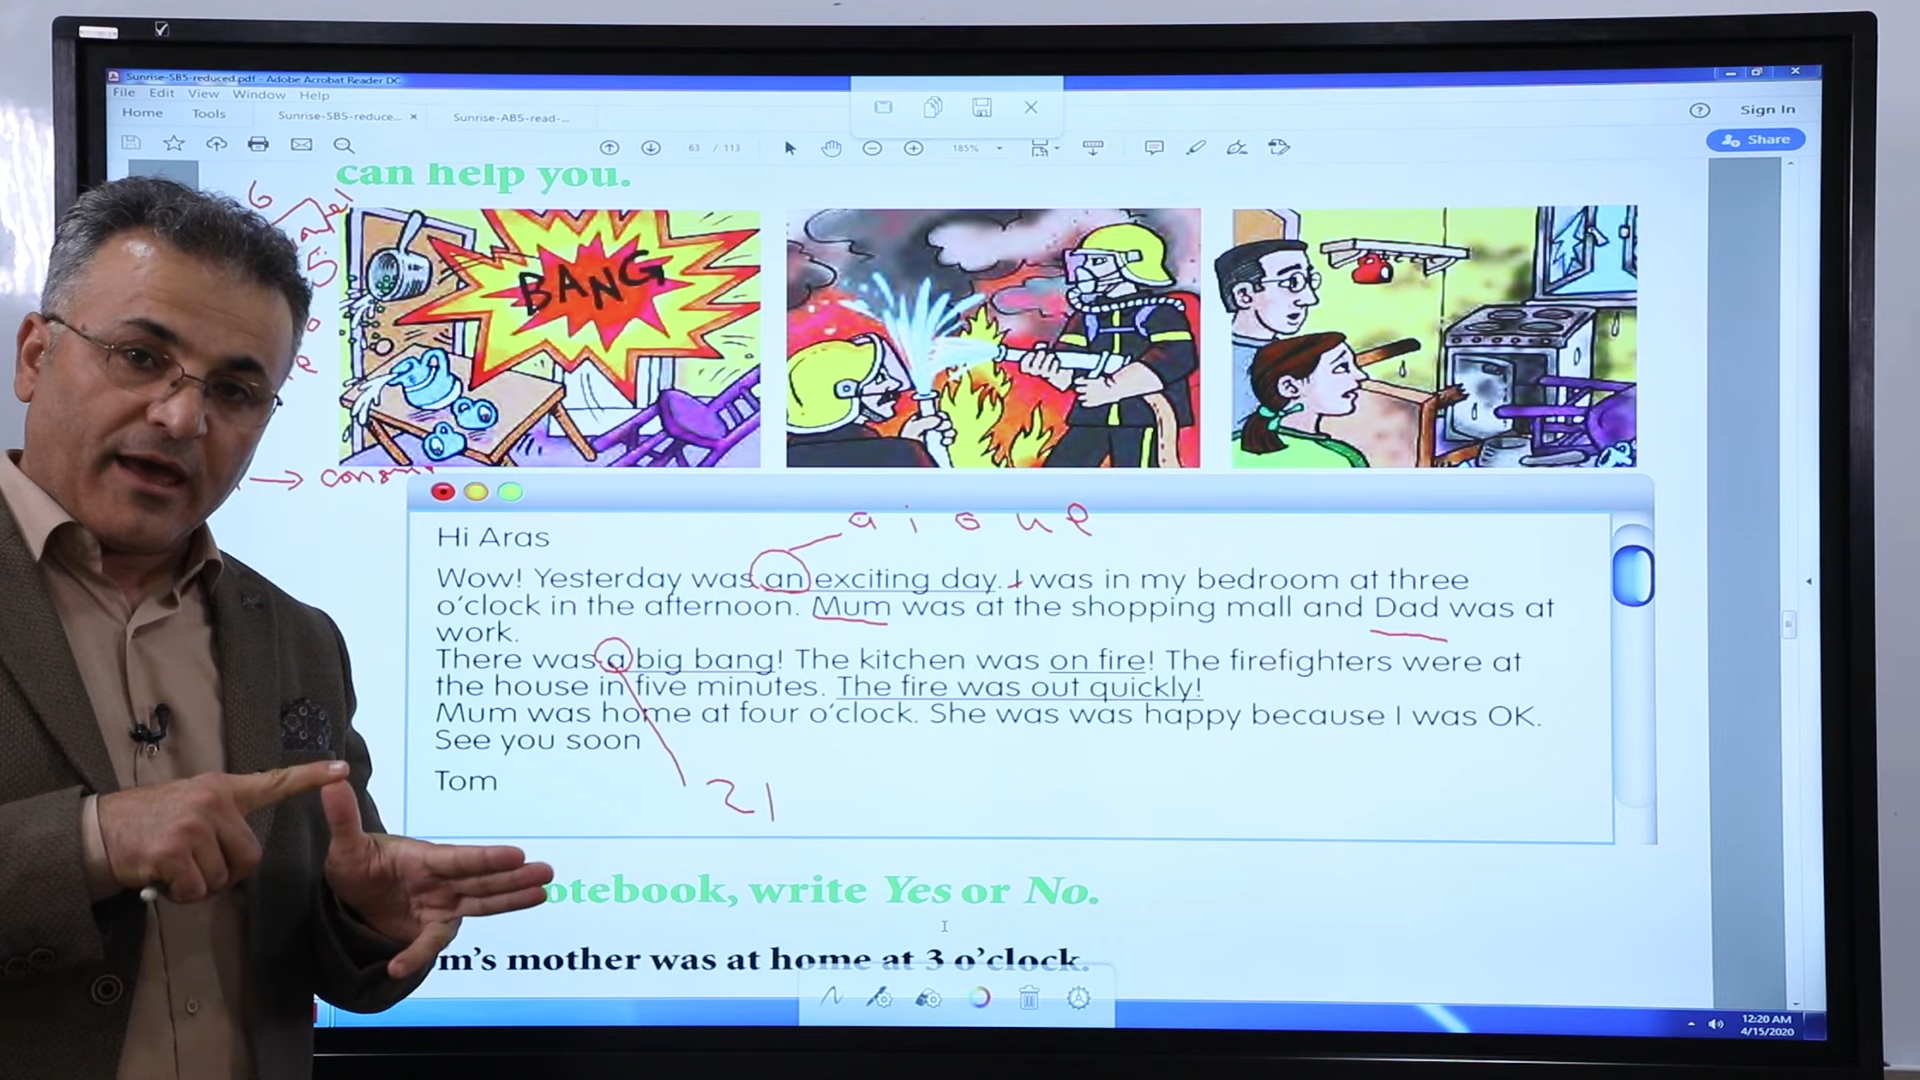 Sunrise-SB5-reduced.pdf - Adobe Acrobat Reader DC
File Edit View Window Help
Home Tools Sunrise-SB5-reduce... × Sunrise-AB5-read-...
Sign In
63 / 113
185%
Share
can help you.
6
BANG
a i o u e
Hi Aras
Wow! Yesterday was an exciting day. I was in my bedroom at three
o'clock in the afternoon. Mum was at the shopping mall and Dad was at
work.
There was a big bang! The kitchen was on fire! The firefighters were at
the house in five minutes. The fire was out quickly!
Mum was home at four o'clock. She was was happy because I was OK.
See you soon
Tom
21
otebook, write Yes or No.
m's mother was at home at 3 o'clock.
12:20 AM
4/15/2020